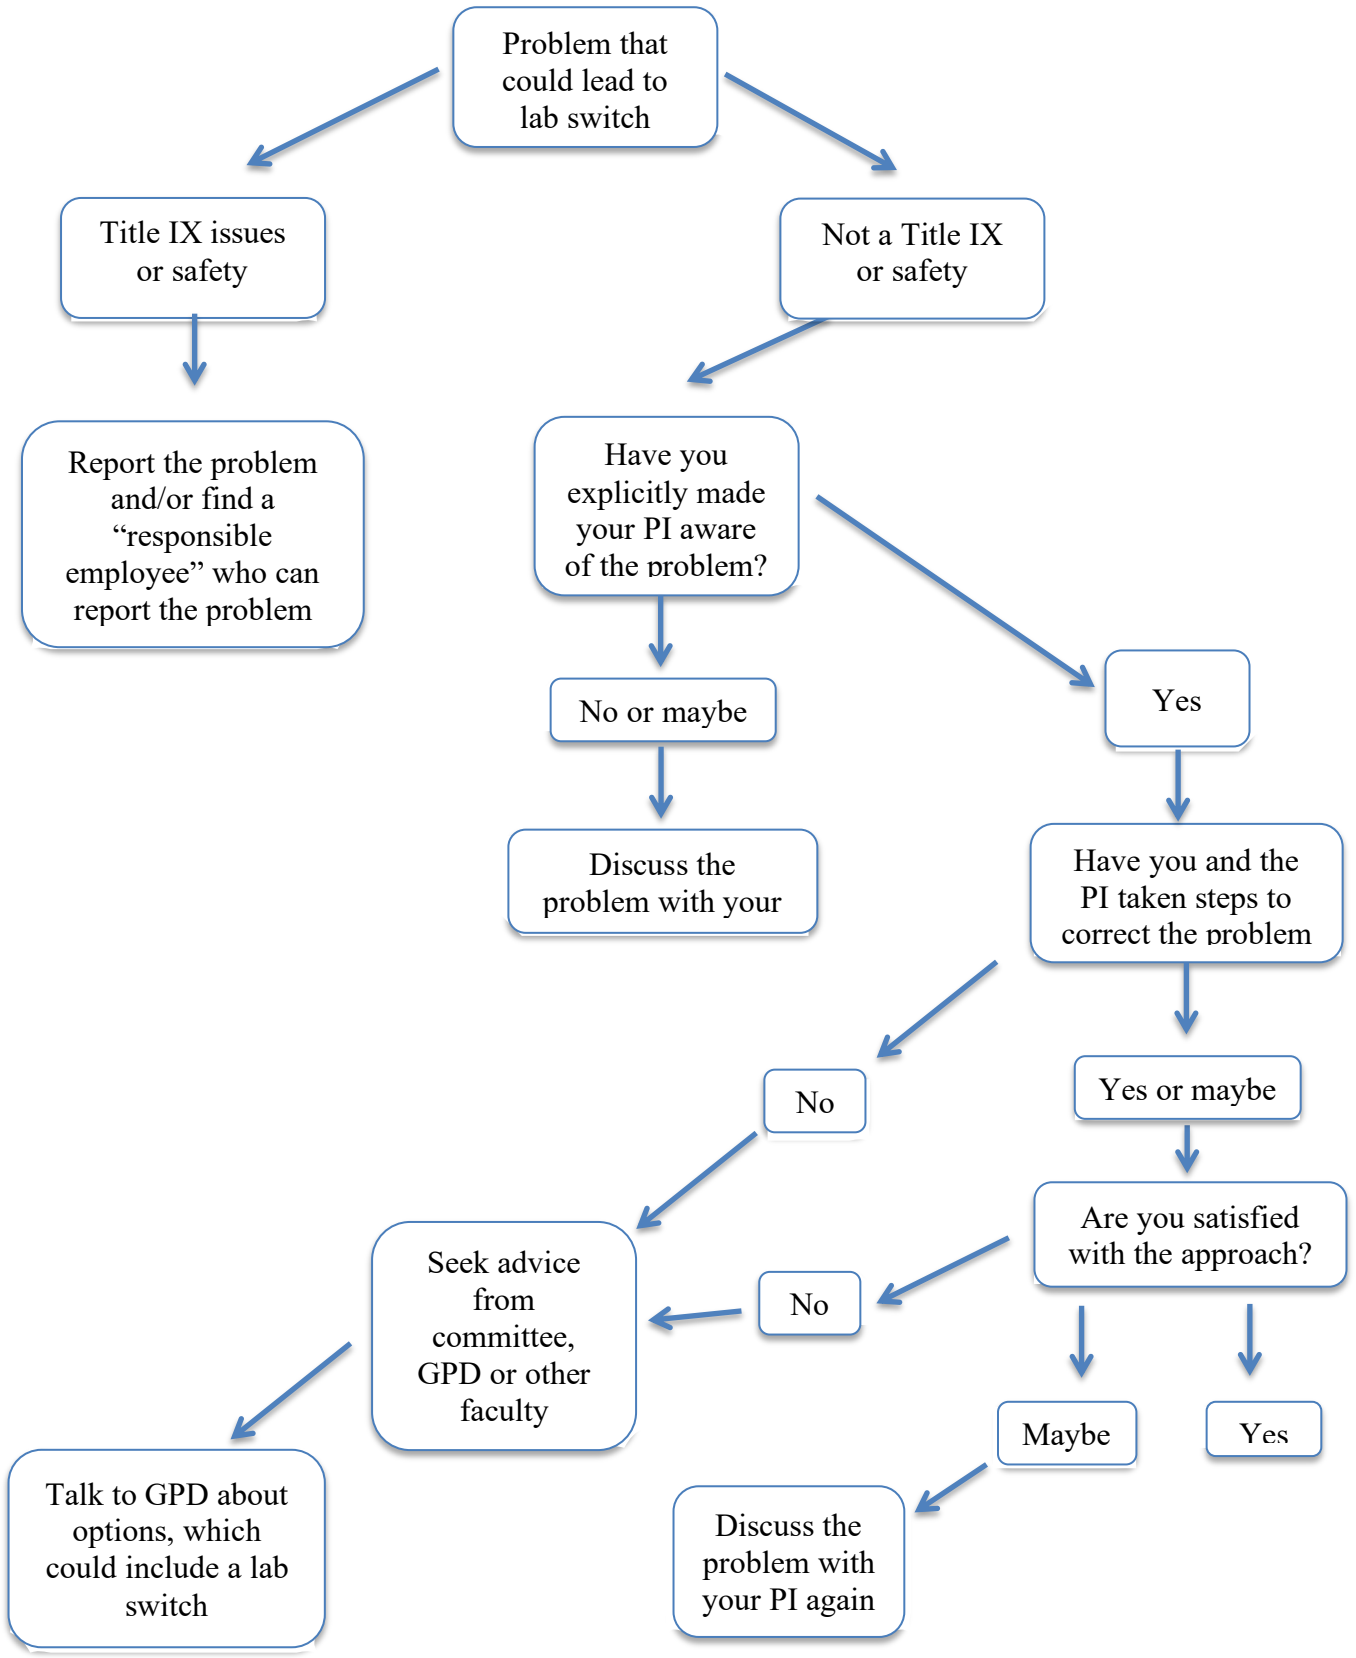 Problem that
could lead to
lab switch
Title IX issues
or safety
Not a Title IX
or safety
Report the problem
and/or find a
“responsible
employee” who can
report the problem
Have you
explicitly made
your PI aware
of the problem?
No or maybe
Yes
Discuss the
problem with your
Have you and the
PI taken steps to
correct the problem
No
Yes or maybe
Are you satisfied
with the approach?
No
Seek advice
from
committee,
GPD or other
faculty
Maybe
Yes
Talk to GPD about
options, which
could include a lab
switch
Discuss the
problem with
your PI again